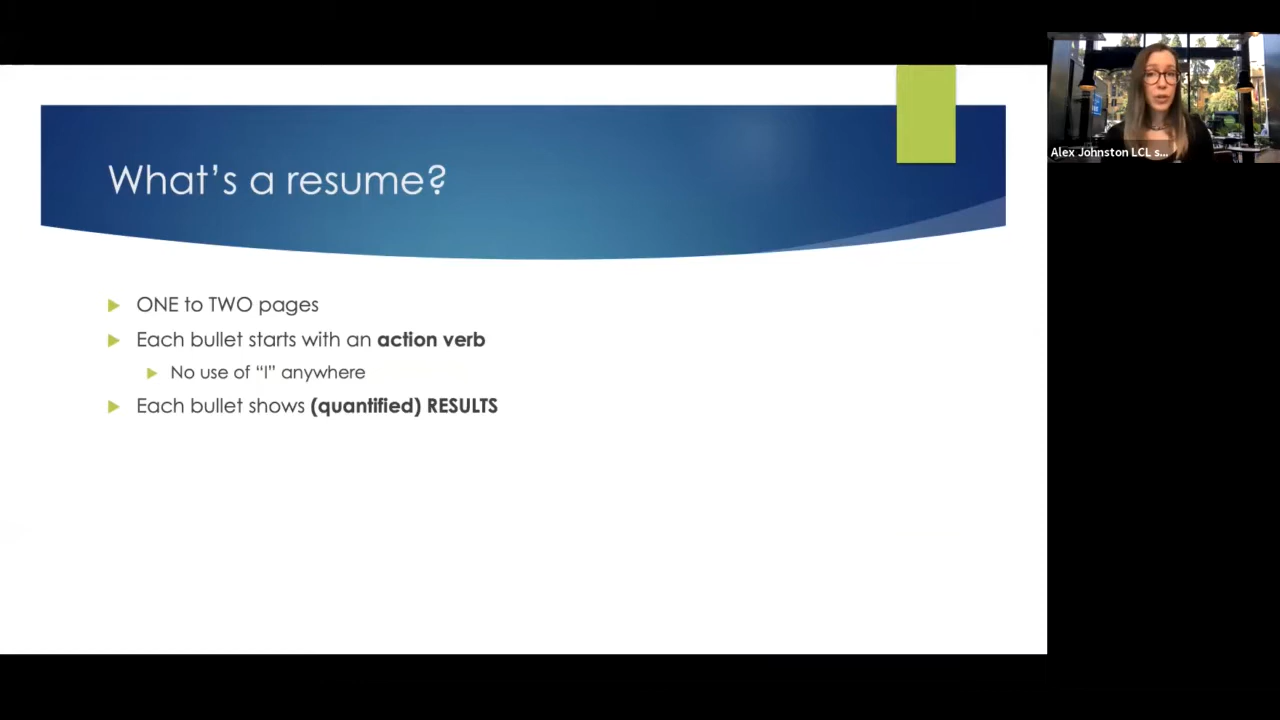 What's a resume?
ONE to TWO pages
Each bullet starts with an action verb
No use of “I” anywhere
Each bullet shows (quantified) RESULTS
Alex Johnston LCL s...